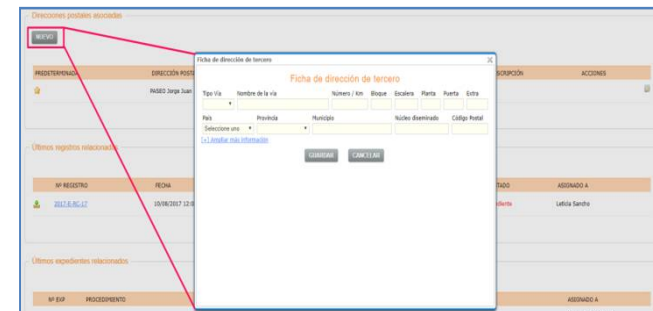 Direcciones postales asociadas
NUEVO
PREDETERMINADA DIRECCIÓN POST ACCIONES
PASEO Jorge Juan
Ficha de dirección de tercero
Ficha de dirección de tercero
Tipo Vía Nombre de la vía Número / Km Bloque Escalera Planta Puerta Extra
País Provincia Municipio Núcleo diseminado Código Postal
Seleccione uno
[+] Ampliar más información
GUARDAR CANCELAR
Últimos registros relacionados
Nº REGISTRO FECHA TADO ASIGNADO A
2017-E-RC-17 10/08/2017 12:0 diente Leticia Sancho
Últimos expedientes relacionados
Nº EXP PROCEDIMIENTO ASIGNADO A